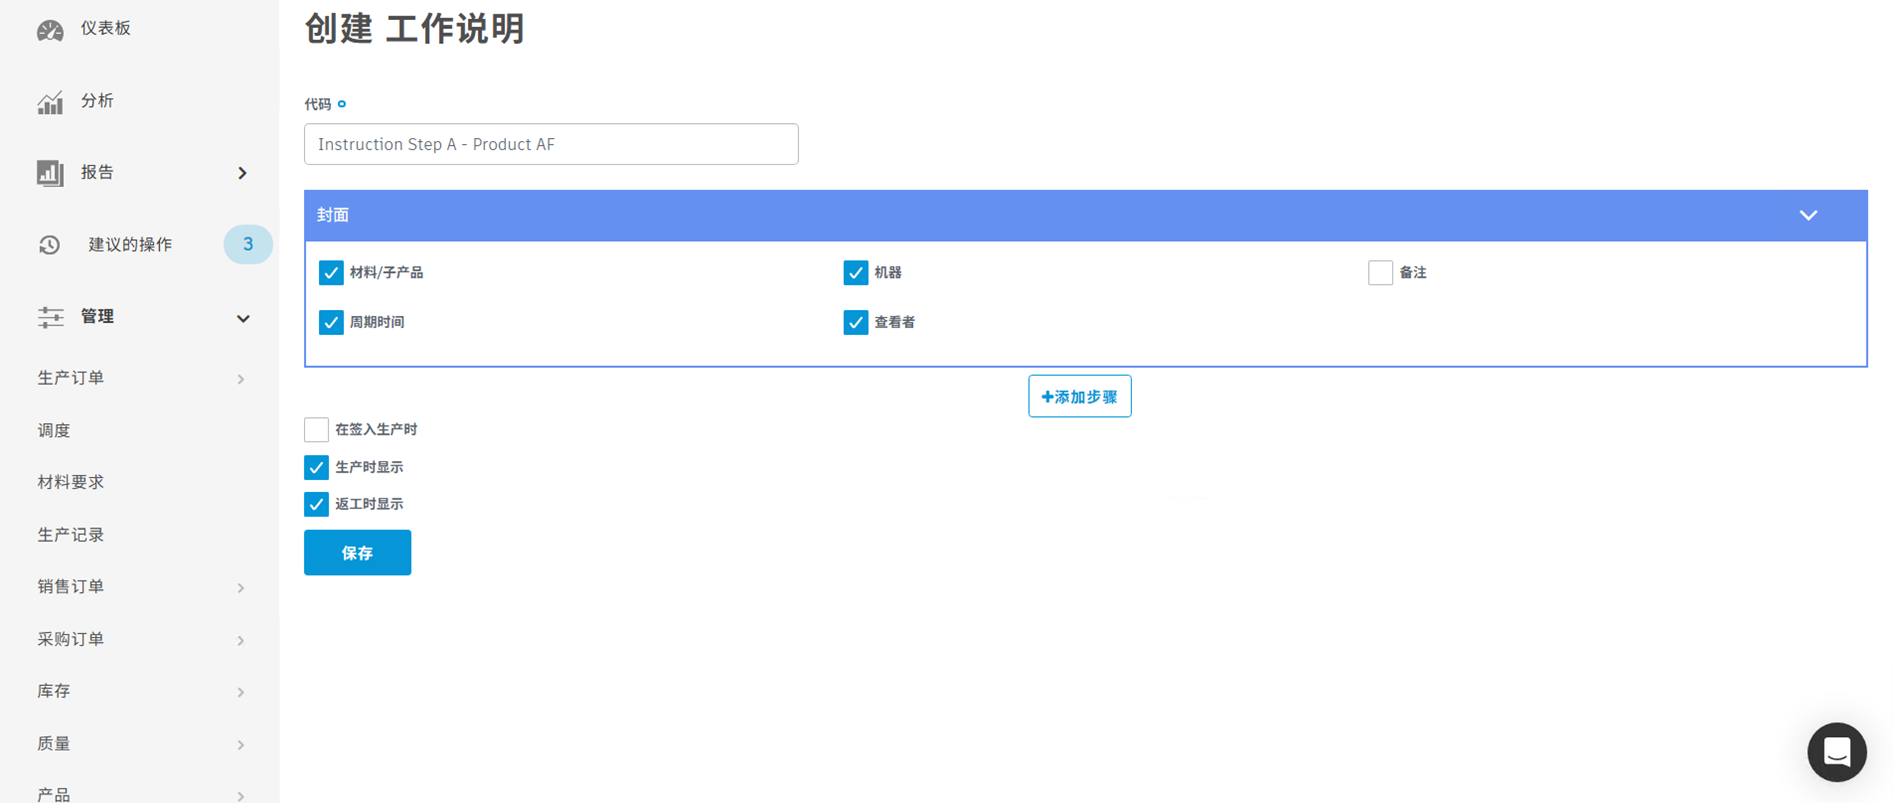 仪表板
分析
报告
建议的操作 3
管理
生产订单
调度
材料要求
生产记录
销售订单
采购订单
库存
质量
产品
创建 工作说明
代码
Instruction Step A - Product AF
封面
材料/子产品 机器 备注
周期时间 查看者
+添加步骤
在签入生产时
生产时显示
返工时显示
保存